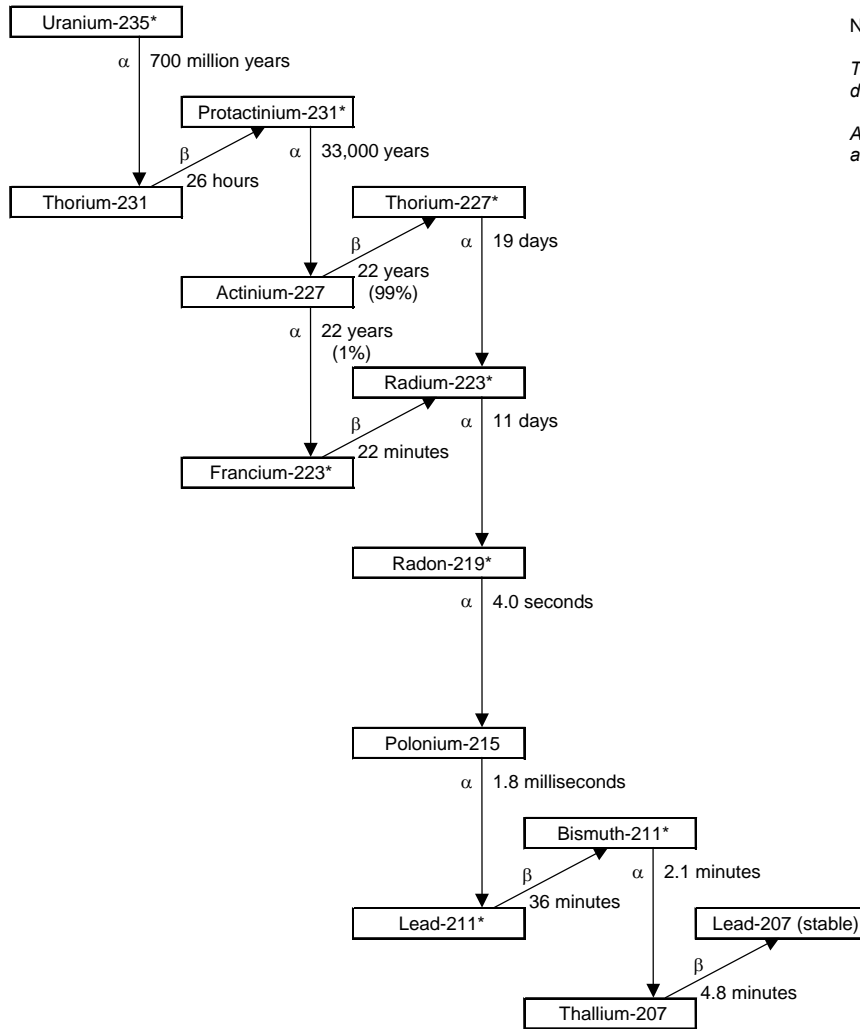 Uranium-235*
α 700 million years
N
T
d
A
a
Protactinium-231*
β
α 33,000 years
26 hours
Thorium-231
Thorium-227*
β
α 19 days
22 years
(99%)
Actinium-227
α 22 years
(1%)
Radium-223*
β
α 11 days
22 minutes
Francium-223*
Radon-219*
α 4.0 seconds
Polonium-215
α 1.8 milliseconds
Bismuth-211*
β
α 2.1 minutes
36 minutes
Lead-211*
Lead-207 (stable)
β
4.8 minutes
Thallium-207